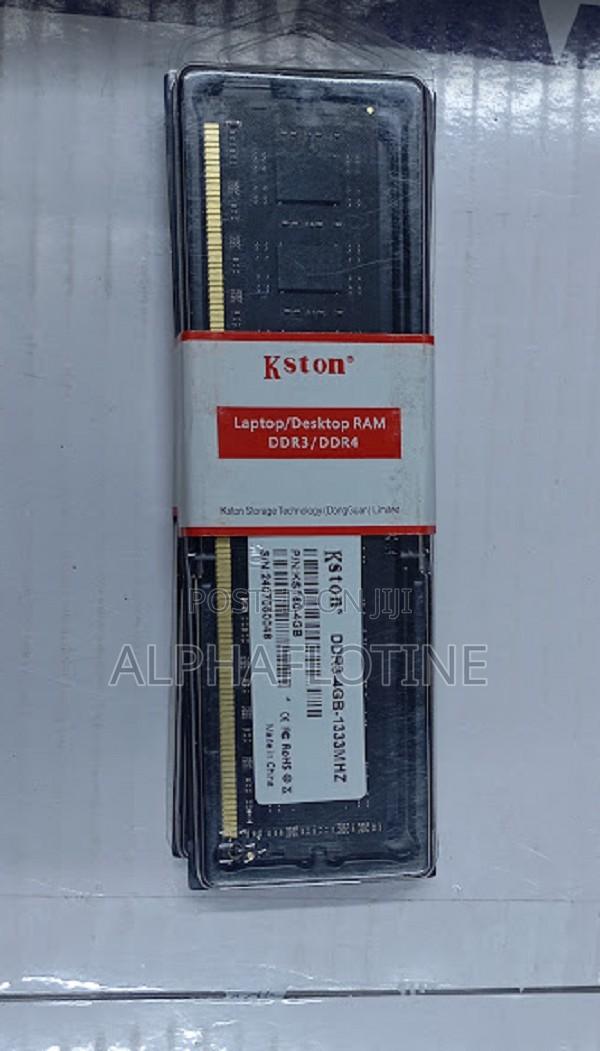 Kston®
Laptop/Desktop RAM
DDR3/DDR4
Kston Storage Technology (DongGuan) Limited
Kston®
DDR3-4GB-1333MHZ
4GB
Made in China
CE FC RoHS
POSTED ON JIJI
ALPHAFLOTINE